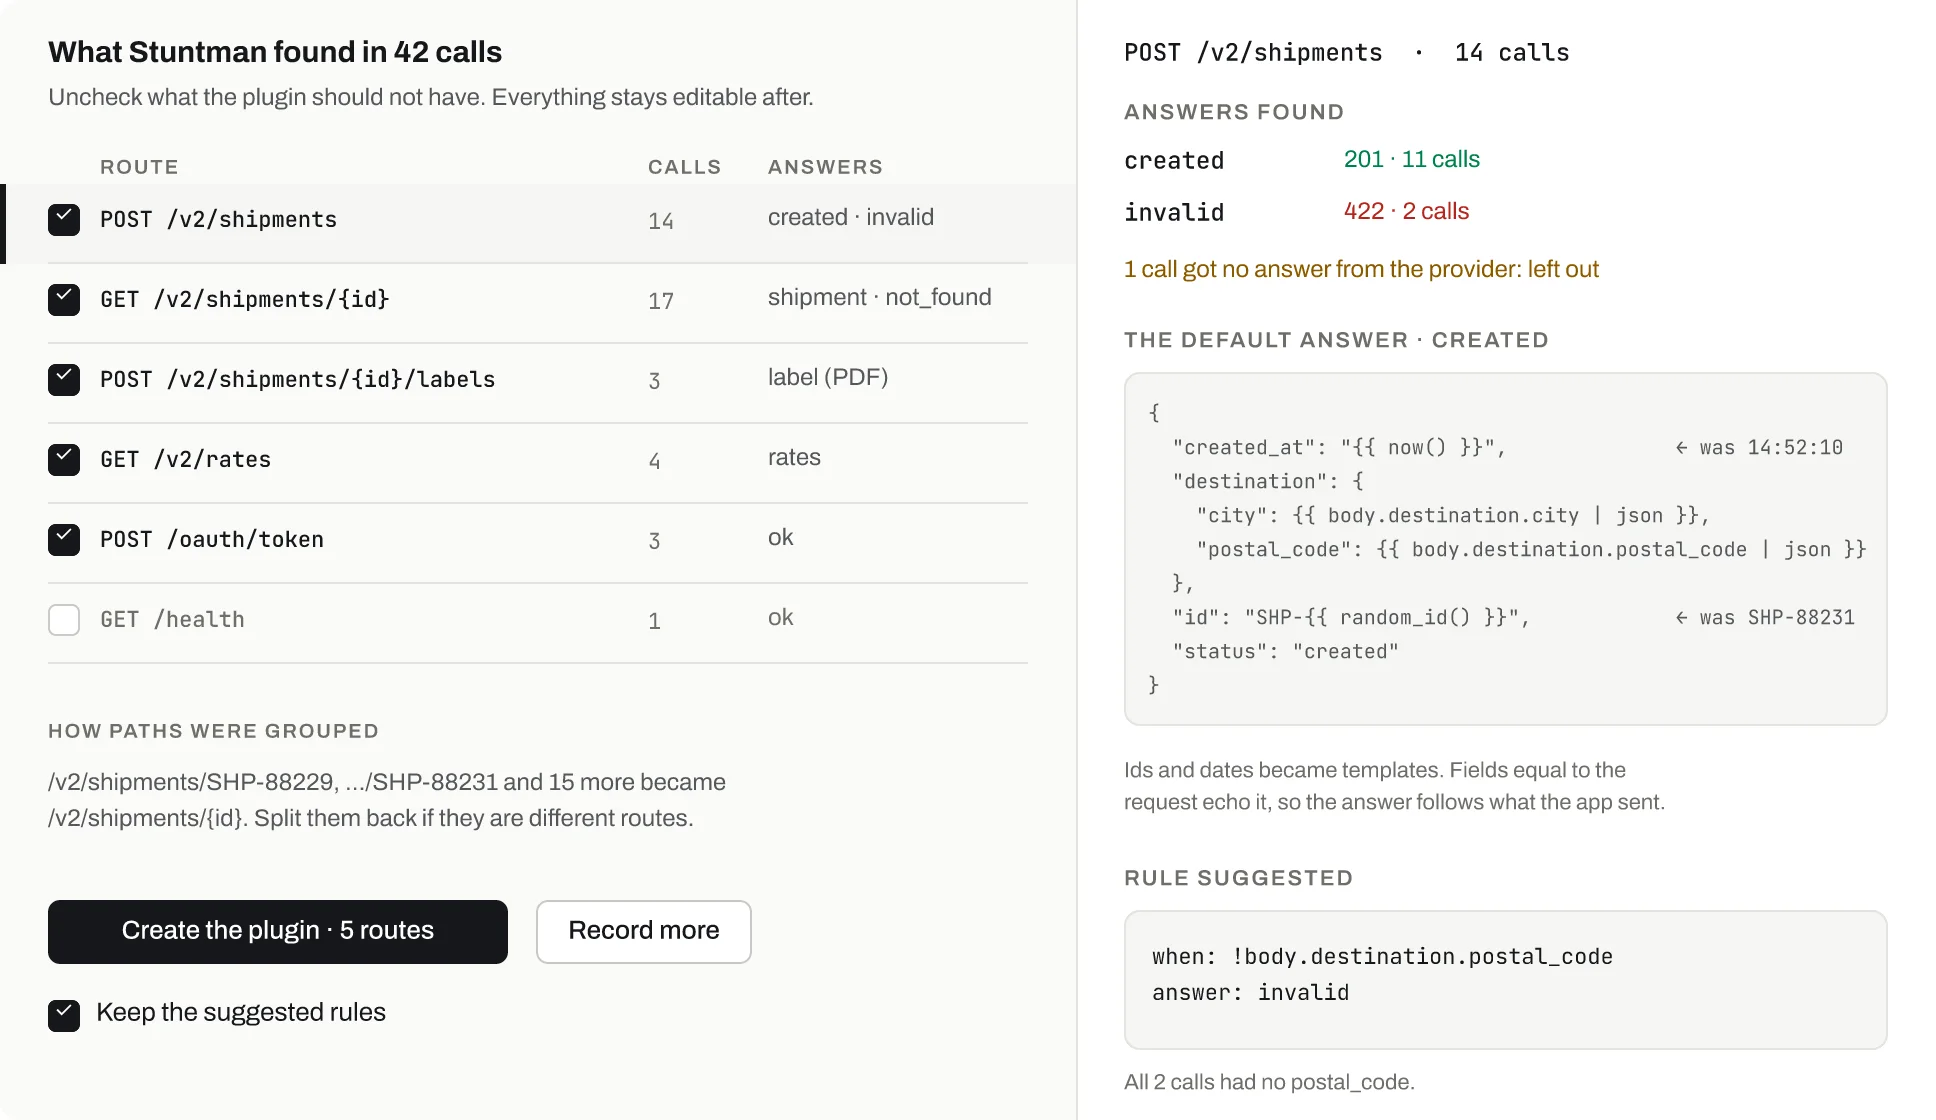 What Stuntman found in 42 calls
Uncheck what the plugin should not have. Everything stays editable after.
ROUTE CALLS ANSWERS
POST /v2/shipments 14 created · invalid
GET /v2/shipments/{id} 17 shipment · not_found
POST /v2/shipments/{id}/labels 3 label (PDF)
GET /v2/rates 4 rates
POST /oauth/token 3 ok
GET /health 1 ok
HOW PATHS WERE GROUPED
/v2/shipments/SHP-88229, .../SHP-88231 and 15 more became
/v2/shipments/{id}. Split them back if they are different routes.
Create the plugin · 5 routes
Record more
Keep the suggested rules
POST /v2/shipments · 14 calls
ANSWERS FOUND
created 201 · 11 calls
invalid 422 · 2 calls
1 call got no answer from the provider: left out
THE DEFAULT ANSWER · CREATED
{
  "created_at": "{{ now() }}", ← was 14:52:10
  "destination": {
    "city": {{ body.destination.city | json }},
    "postal_code": {{ body.destination.postal_code | json }}
  },
  "id": "SHP-{{ random_id() }}", ← was SHP-88231
  "status": "created"
}
Ids and dates became templates. Fields equal to the
request echo it, so the answer follows what the app sent.
RULE SUGGESTED
when: !body.destination.postal_code
answer: invalid
All 2 calls had no postal_code.